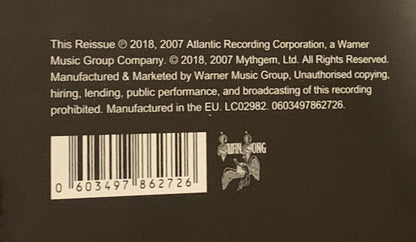 This Reissue ℗ 2018, 2007 Atlantic Recording Corporation, a Warner
Music Group Company. © 2018, 2007 Mythgem, Ltd. All Rights Reserved.
Manufactured & Marketed by Warner Music Group, Unauthorised copying,
hiring, lending, public performance, and broadcasting of this recording
prohibited. Manufactured in the EU. LC02982. 0603497862726.
0 603497 862726
SWAN SONG